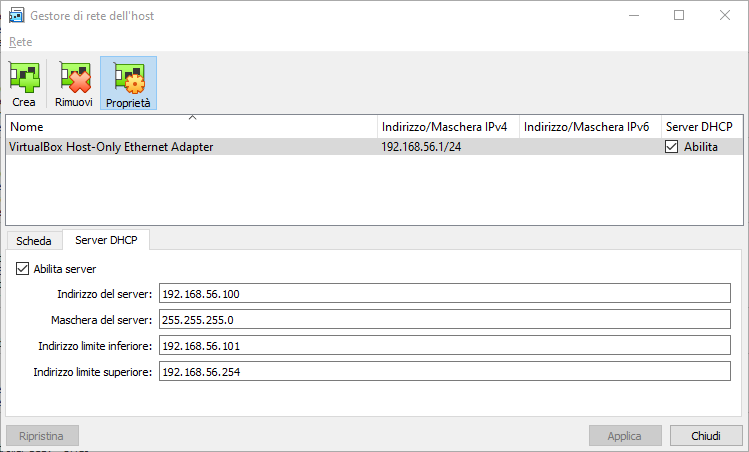 Gestore di rete dell'host
Rete
Crea Rimuovi Proprietà
Nome Indirizzo/Maschera IPv4 Indirizzo/Maschera IPv6 Server DHCP
VirtualBox Host-Only Ethernet Adapter 192.168.56.1/24 Abilita
Scheda Server DHCP
Abilita server
Indirizzo del server: 192.168.56.100
Maschera del server: 255.255.255.0
Indirizzo limite inferiore: 192.168.56.101
Indirizzo limite superiore: 192.168.56.254
Ripristina Applica Chiudi